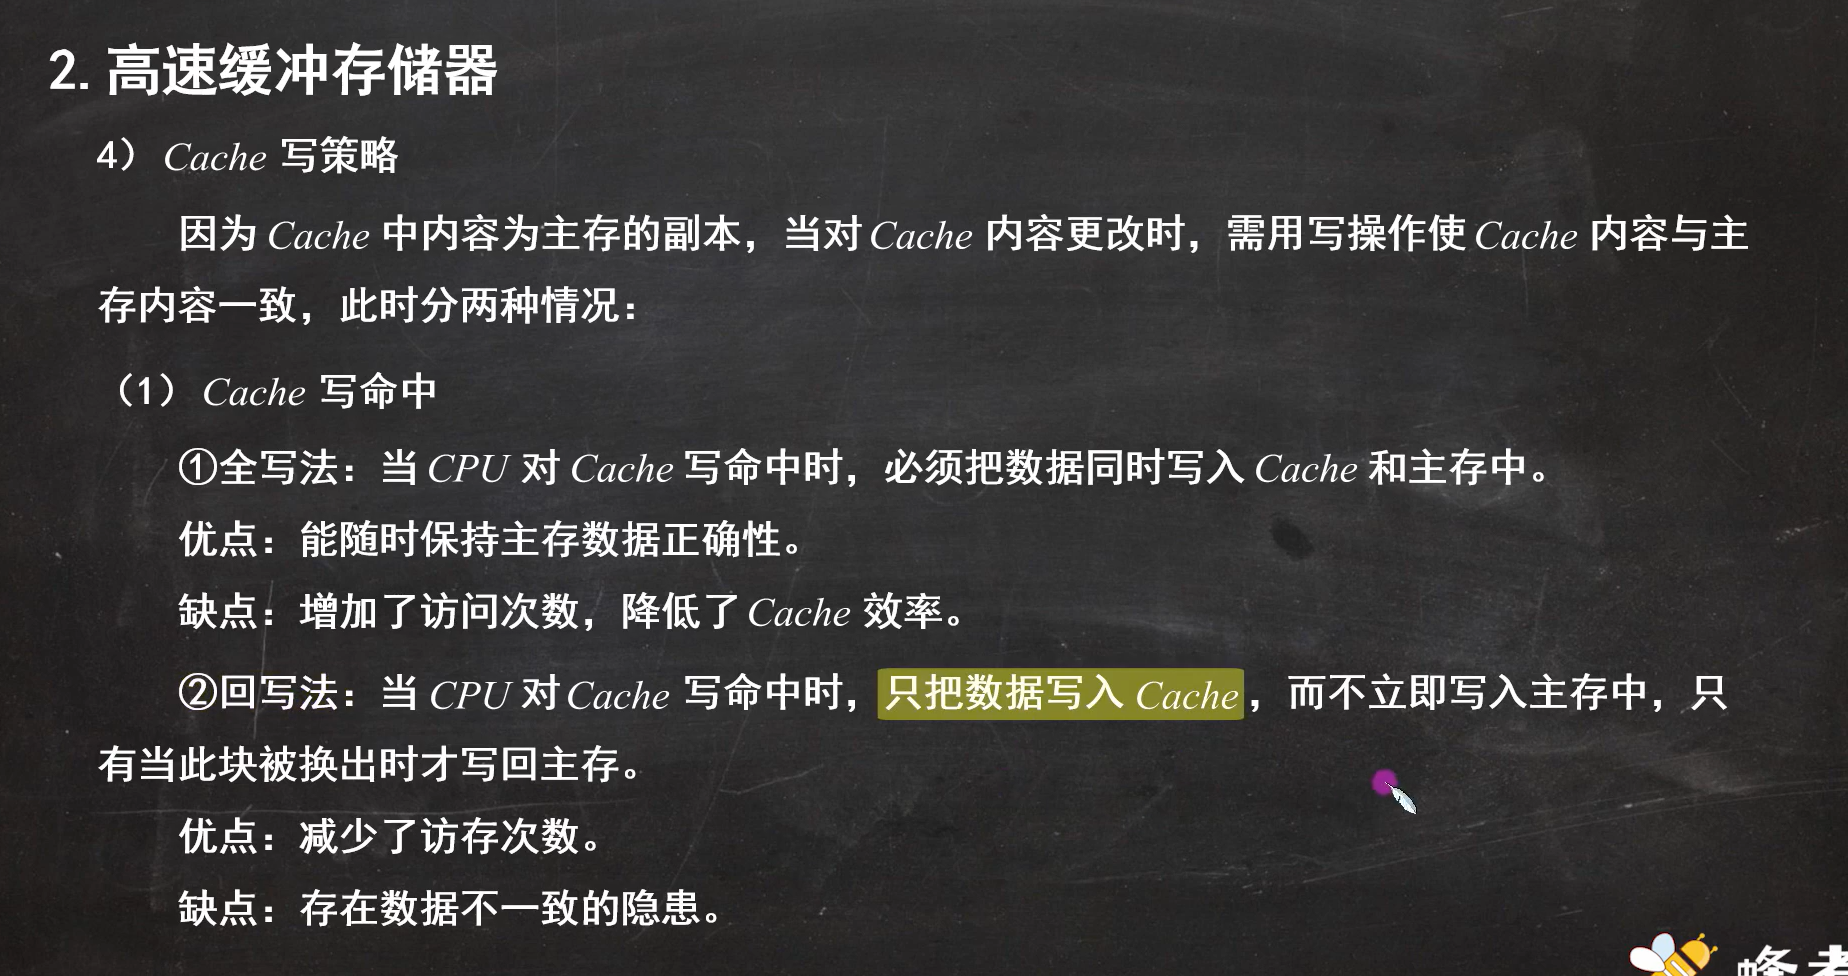 2. 高速缓冲存储器
4） Cache 写策略
因为 Cache 中内容为主存的副本，当对 Cache 内容更改时，需用写操作使 Cache 内容与主
存内容一致，此时分两种情况：
（1） Cache 写命中
①全写法：当 CPU 对 Cache 写命中时，必须把数据同时写入 Cache 和主存中。
优点：能随时保持主存数据正确性。
缺点：增加了访问次数，降低了 Cache 效率。
②回写法：当 CPU 对 Cache 写命中时，只把数据写入 Cache，而不立即写入主存中，只
有当此块被换出时才写回主存。
优点：减少了访存次数。
缺点：存在数据不一致的隐患。